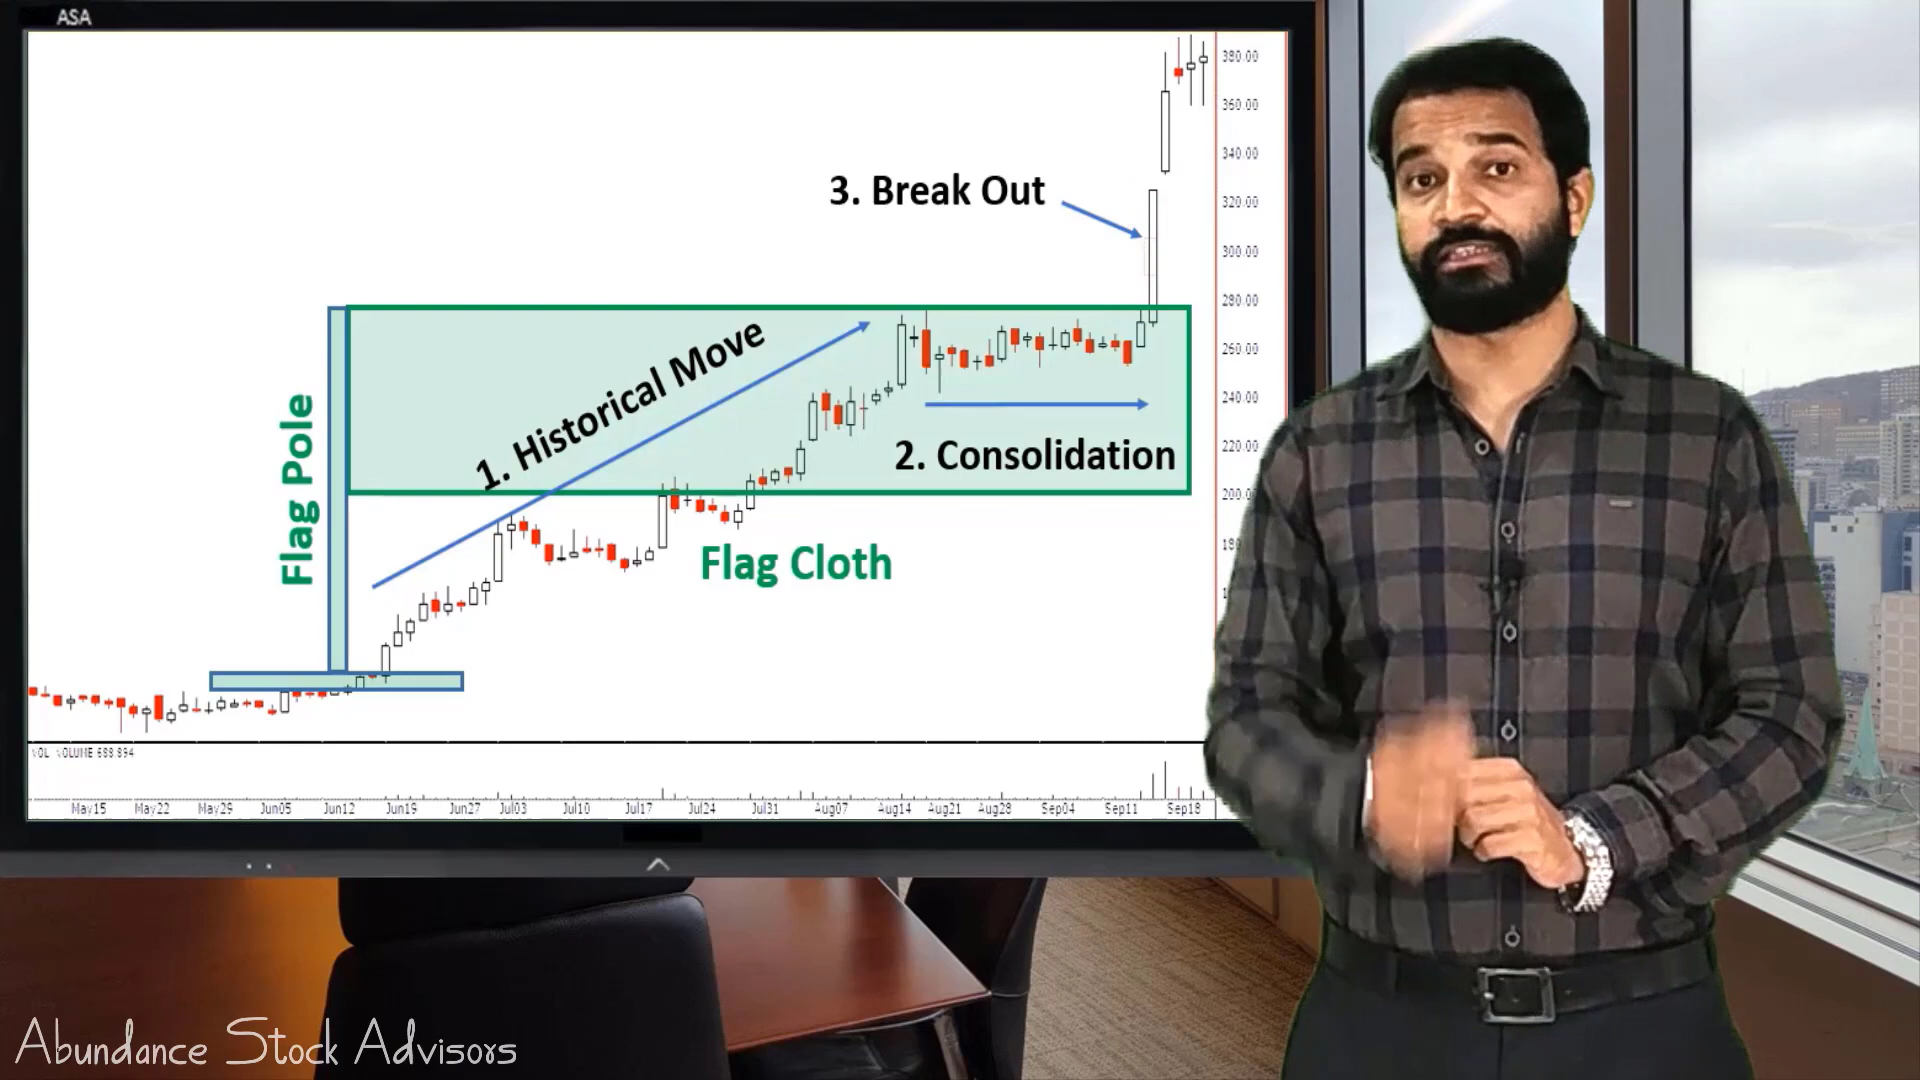 ASA
380.00
360.00
340.00
3. Break Out
320.00
300.00
280.00
1. Historical Move
260.00
240.00
Flag Pole
2. Consolidation
220.00
200.0
Flag Cloth
180
VOL VOLUME 688 894
May15 May22 May29 Jun05 Jun12 Jun19 Jun27 Jul03 Jul10 Jul17 Jul24 Jul31 Aug07 Aug14 Aug21 Aug28 Sep04 Sep11 Sep18
Abundance Stock Advisors